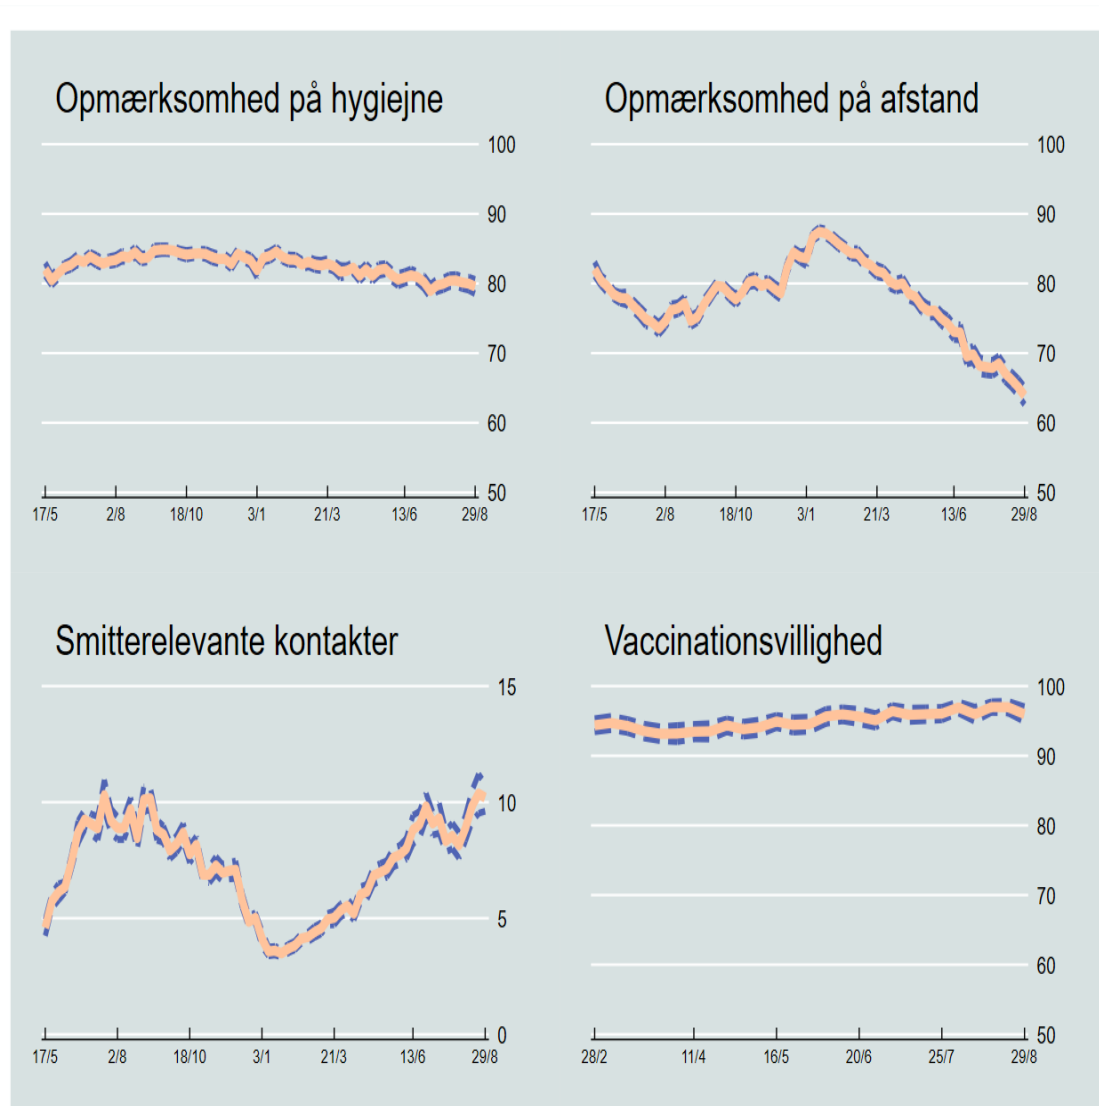 Opmærksomhed på hygiejne
100
90
80
70
60
50
17/5 2/8 18/10 3/1 21/3 13/6 29/8
Opmærksomhed på afstand
100
90
80
70
60
50
17/5 2/8 18/10 3/1 21/3 13/6 29/8
Smitterelevante kontakter
15
10
5
0
17/5 2/8 18/10 3/1 21/3 13/6 29/8
Vaccinationsvillighed
100
90
80
70
60
50
28/2 11/4 16/5 20/6 25/7 29/8